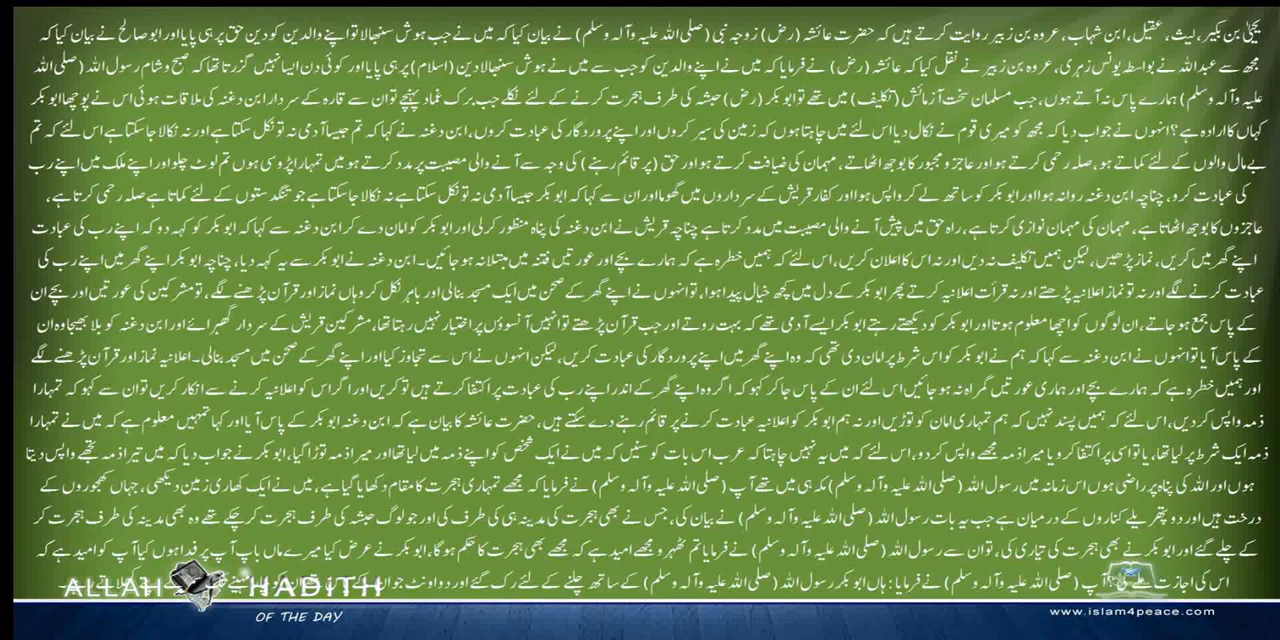 یحییٰ بن بکیر، لیث، عقیل، ابن شہاب، عروہ بن زبیر روایت کرتے ہیں کہ حضرت عائشہ (رض) زوجہ نبی (صلی اللہ علیہ وآلہ وسلم) نے بیان کیا کہ میں نے جب ہوش سنبھالا تو اپنے والدین کو دین حق پر ہی پایا اور ابو صالح نے بیان کیا کہ
مجھ سے عبداللہ نے بواسطہ یونس زہری، عروہ بن زبیر نے نقل کیا کہ عائشہ (رض) نے فرمایا کہ میں نے اپنے والدین کو جب سے میں نے ہوش سنبھالا دین (اسلام) پر ہی پایا اور کوئی دن ایسا نہیں گزرتا تھا کہ صبح و شام رسول اللہ (صلی اللہ
علیہ وآلہ وسلم) ہمارے پاس نہ آتے ہوں، جب مسلمان سخت آزمائش (تکلیف) میں تھے تو ابوبکر (رض) حبشہ کی طرف ہجرت کرنے کے لئے نکلے جب برک غماد پہنچے تو ان سے قارہ کے سردار ابن دغنہ کی ملاقات ہوئی اس نے پوچھا ابوبکر
کہاں کا ارادہ ہے؟ انہوں نے جواب دیا کہ مجھ کو میری قوم نے نکال دیا اس لئے میں چاہتا ہوں کہ زمین کی سیر کروں اور اپنے پروردگار کی عبادت کروں، ابن دغنہ نے کہا کہ تم جیسا آدمی نہ تو نکل سکتا ہے اور نہ نکالا جا سکتا ہے اس لئے کہ تم
بے مال والوں کے لئے کماتے ہو، صلہ رحمی کرتے ہو اور عاجز و مجبور کا بوجھ اٹھاتے، مہمان کی ضیافت کرتے ہو اور حق (پر قائم رہنے) کی وجہ سے آنے والی مصیبت پر مدد کرتے ہو میں تمہارا پڑوسی ہوں تم لوٹ چلو اور اپنے ملک میں اپنے رب
کی عبادت کرو، چناچہ ابن دغنہ روانہ ہوا اور ابوبکر کو ساتھ لے کر واپس ہوا اور کفار قریش کے سرداروں میں گھوما اور ان سے کہا کہ ابوبکر جیسا آدمی نہ تو نکل سکتا ہے نہ نکالا جا سکتا ہے جو تنگدستوں کے لئے کماتا ہے صلہ رحمی کرتا ہے،
عاجزوں کا بوجھ اٹھاتا ہے، مہمان کی مہمان نوازی کرتا ہے، راہ حق میں پیش آنے والی مصیبت میں مدد کرتا ہے چناچہ قریش نے ابن دغنہ کی پناہ منظور کرلی اور ابوبکر کو امان دے کر ابن دغنہ سے کہا کہ ابوبکر کو کہہ دو کہ اپنے رب کی عبادت
اپنے گھر میں کریں، نماز پڑھیں، لیکن ہمیں تکلیف نہ دیں اور نہ اس کا اعلان کریں، اس لئے کہ ہمیں خطرہ ہے کہ ہمارے بچے اور عورتیں فتنہ میں مبتلا نہ ہوجائیں۔ ابن دغنہ نے ابوبکر سے یہ کہہ دیا، چناچہ ابوبکر اپنے گھر میں اپنے رب کی
عبادت کرنے لگے اور نہ تو نماز اعلانیہ پڑھتے اور نہ قرأت اعلانیہ کرتے پھر ابوبکر کے دل میں کچھ خیال پیدا ہوا، تو انہوں نے اپنے گھر کے صحن میں ایک مسجد بنالی اور باہر نکل کر وہاں نماز اور قرآن پڑھنے لگے، تو مشرکین کی عورتیں اور بچے ان
کے پاس جمع ہوجاتے، ان لوگوں کو اچھا معلوم ہوتا اور ابوبکر کو دیکھتے رہتے ابوبکر ایسے آدمی تھے کہ بہت روتے اور جب قرآن پڑھتے تو انہیں آنسوؤں پر اختیار نہیں رہتا تھا، مشرکین قریش کے سردار گھبرائے اور ابن دغنہ کو بلا بھیجا وہ ان
کے پاس آیا تو انہوں نے ابن دغنہ سے کہا کہ ہم نے ابوبکر کو اس شرط پر امان دی تھی کہ وہ اپنے گھر میں اپنے پروردگار کی عبادت کریں، لیکن انہوں نے اس سے تجاوز کیا اور اپنے گھر کے صحن میں مسجد بنالی۔ اعلانیہ نماز اور قرآن پڑھنے لگے
اور ہمیں خطرہ ہے کہ ہمارے بچے اور ہماری عورتیں گمراہ نہ ہوجائیں اس لئے ان کے پاس جا کر کہو کہ اگر وہ اپنے گھر کے اندر اپنے رب کی عبادت پر اکتفا کرتے ہیں تو کریں اور اگر اس کو اعلانیہ کرنے سے انکار کریں تو ان سے کہو کہ تمہارا
ذمہ واپس کردیں، اس لئے کہ ہمیں پسند نہیں کہ ہم تمہاری امان کو توڑیں اور نہ ہم ابوبکر کو اعلانیہ عبادت کرنے پر قائم رہنے دے سکتے ہیں، حضرت عائشہ کا بیان ہے کہ ابن دغنہ ابوبکر کے پاس آیا اور کہا تمہیں معلوم ہے کہ میں نے تمہارا
ذمہ ایک شرط پر لیا تھا، یا تو اسی پر اکتفا کرو یا میرا ذمہ مجھے واپس کردو، اس لئے کہ میں یہ نہیں چاہتا کہ عرب اس بات کو سنیں کہ میں نے ایک شخص کو اپنے ذمہ میں لیا تھا اور میرا ذمہ توڑا گیا، ابوبکر نے جواب دیا کہ میں تیرا ذمہ تجھے واپس دیتا
ہوں اور اللہ کی پناہ پر راضی ہوں اس زمانہ میں رسول اللہ (صلی اللہ علیہ وآلہ وسلم) مکہ ہی میں تھے آپ (صلی اللہ علیہ وآلہ وسلم) نے فرمایا کہ مجھے تمہاری ہجرت کا مقام دکھایا گیا ہے، میں نے ایک کھاری زمین دیکھی، جہاں کھجوروں کے
درخت ہیں اور دو پتھریلے کناروں کے درمیان ہے جب یہ بات رسول اللہ (صلی اللہ علیہ وآلہ وسلم) نے بیان کی، جس نے بھی ہجرت کی مدینہ ہی کی طرف کی اور جو لوگ حبشہ کی طرف ہجرت کرچکے تھے وہ بھی مدینہ کی طرف ہجرت کر
کے چلے گئے اور ابوبکر نے بھی ہجرت کی تیاری کی، تو ان سے رسول اللہ (صلی اللہ علیہ وآلہ وسلم) نے فرمایا تم ٹھہرو مجھے امید ہے کہ مجھے بھی ہجرت کا حکم ہوگا، ابوبکر نے عرض کیا میرے ماں باپ آپ پر فدا ہوں کیا آپ کو امید ہے کہ
اس کی اجازت ملے گی؟ آپ (صلی اللہ علیہ وآلہ وسلم) نے فرمایا: ہاں ابوبکر رسول اللہ (صلی اللہ علیہ وآلہ وسلم) کے ساتھ چلنے کے لئے رک گئے اور دو اونٹ جو ان کے
ALLAH HADITH
OF THE DAY
www.islam4peace.com